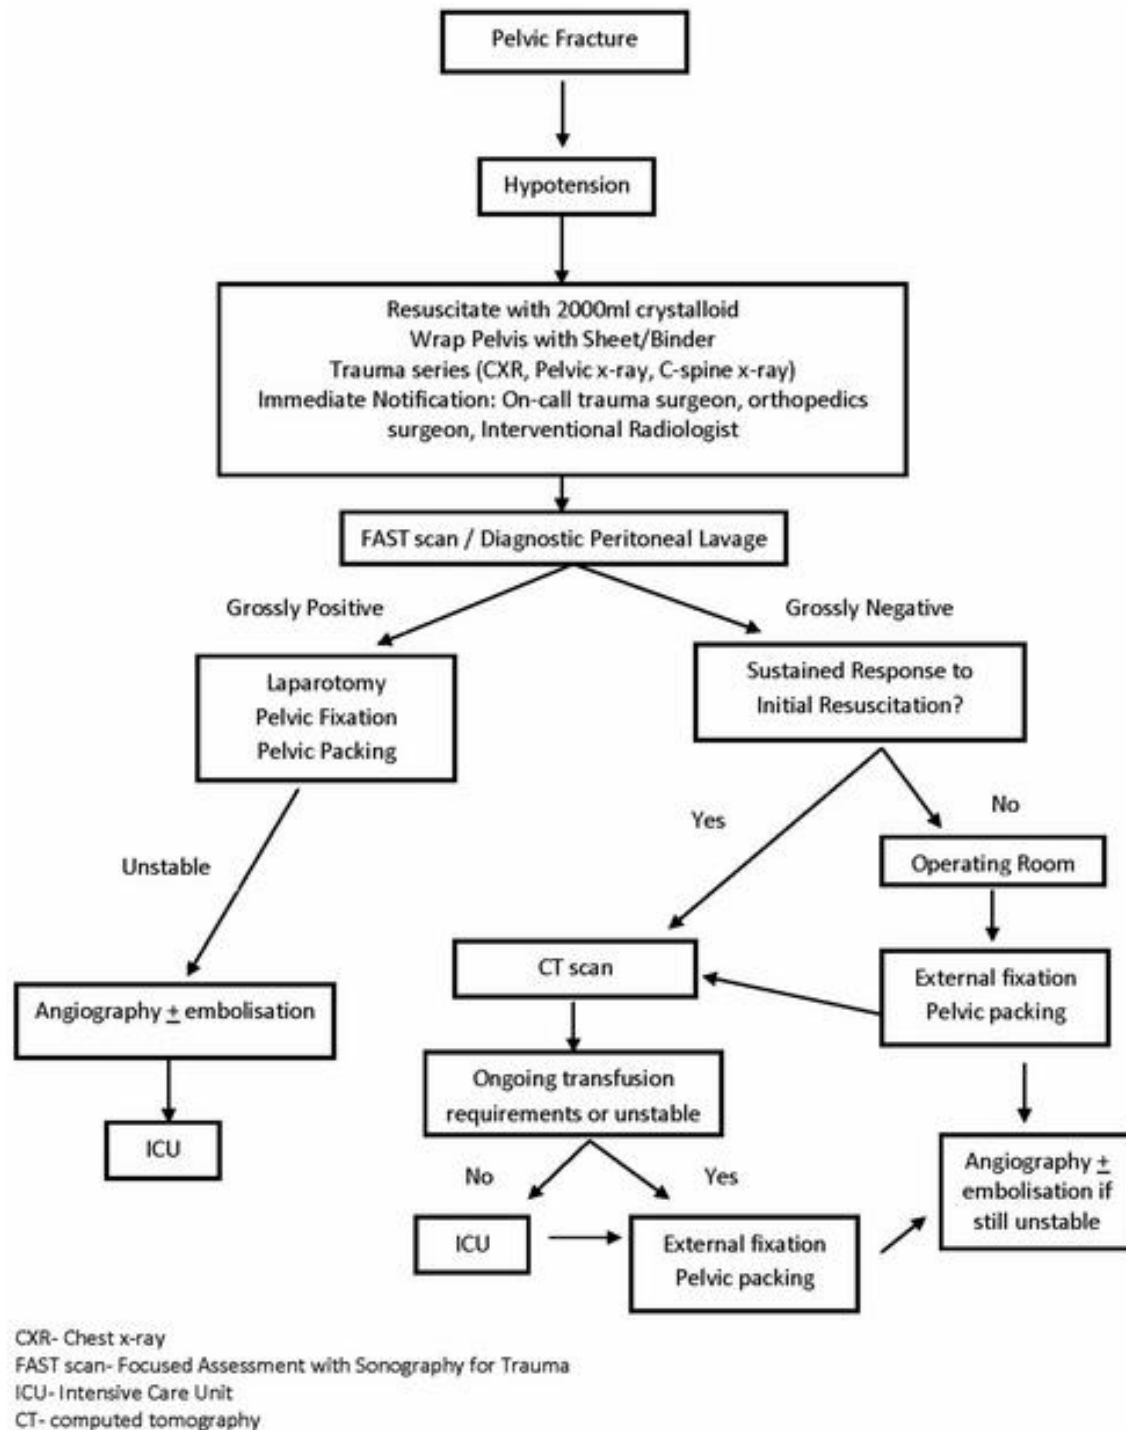 Pelvic Fracture
Hypotension
Resuscitate with 2000ml crystalloid
Wrap Pelvis with Sheet/Binder
Trauma series (CXR, Pelvic x-ray, C-spine x-ray)
Immediate Notification: On-call trauma surgeon, orthopedics
surgeon, Interventional Radiologist
FAST scan / Diagnostic Peritoneal Lavage
Grossly Positive
Grossly Negative
Laparotomy
Pelvic Fixation
Pelvic Packing
Sustained Response to
Initial Resuscitation?
Yes
No
Unstable
Operating Room
CT scan
External fixation
Pelvic packing
Angiography ± embolisation
Ongoing transfusion
requirements or unstable
ICU
No
Yes
Angiography ±
embolisation if
still unstable
ICU
External fixation
Pelvic packing
CXR- Chest x-ray
FAST scan- Focused Assessment with Sonography for Trauma
ICU- Intensive Care Unit
CT- computed tomography